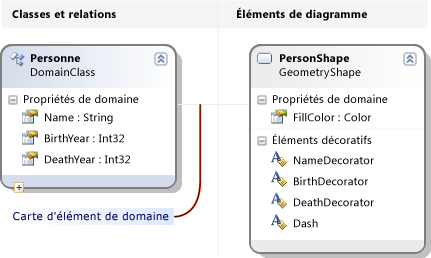 Classes et relations
Éléments de diagramme
Personne
DomainClass
Propriétés de domaine
Name : String
BirthYear : Int32
DeathYear : Int32
Carte d'élément de domaine
PersonShape
GeometryShape
Propriétés de domaine
FillColor : Color
Éléments décoratifs
NameDecorator
BirthDecorator
DeathDecorator
Dash